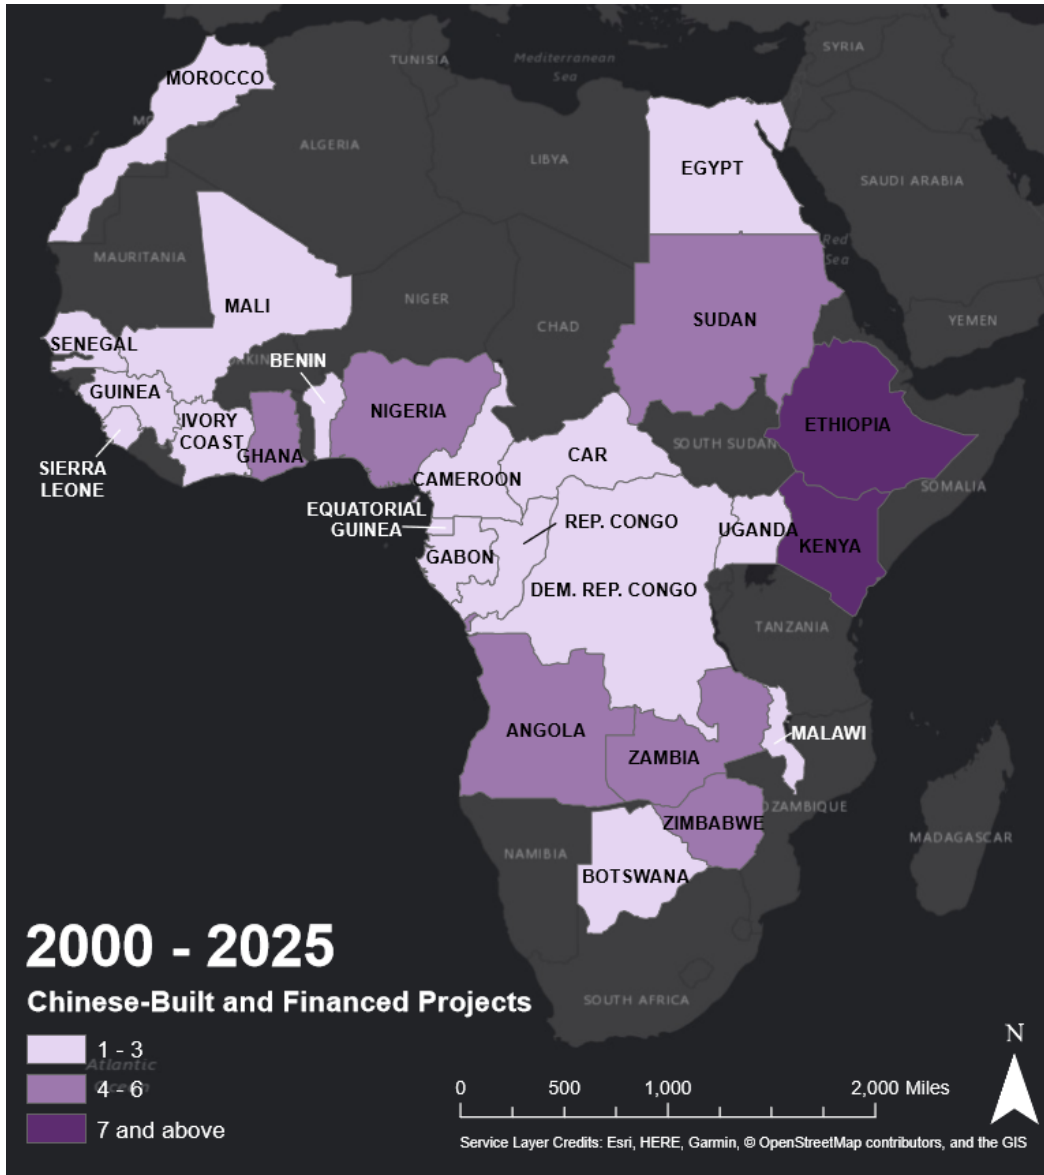 TUNISIA
Mediterranean
Sea
SYRIA
MOROCCO
MO
ALGERIA
LIBYA
EGYPT
SAUDI ARABIA
MAURITANIA
Red
Sea
NIGER
MALI
CHAD
SUDAN
YEMEN
SENEGAL
BENIN
GUINEA
NIGERIA
IVORY
COAST
GHANA
ETHIOPIA
SOUTH SUDAN
CAR
SIERRA
LEONE
CAMEROON
SOMALIA
EQUATORIAL
GUINEA
REP. CONGO
UGANDA
KENYA
GABON
DEM. REP. CONGO
TANZANIA
ANGOLA
MALAWI
ZAMBIA
OZAMBIQUE
ZIMBABWE
MADAGASCAR
NAMIBIA
BOTSWANA
2000 - 2025
Chinese-Built and Financed Projects
SOUTH AFRICA
1 - 3
Atlantic
4 - 6
7 and above
N
0 500 1,000 2,000 Miles
Service Layer Credits: Esri, HERE, Garmin, © OpenStreetMap contributors, and the GIS